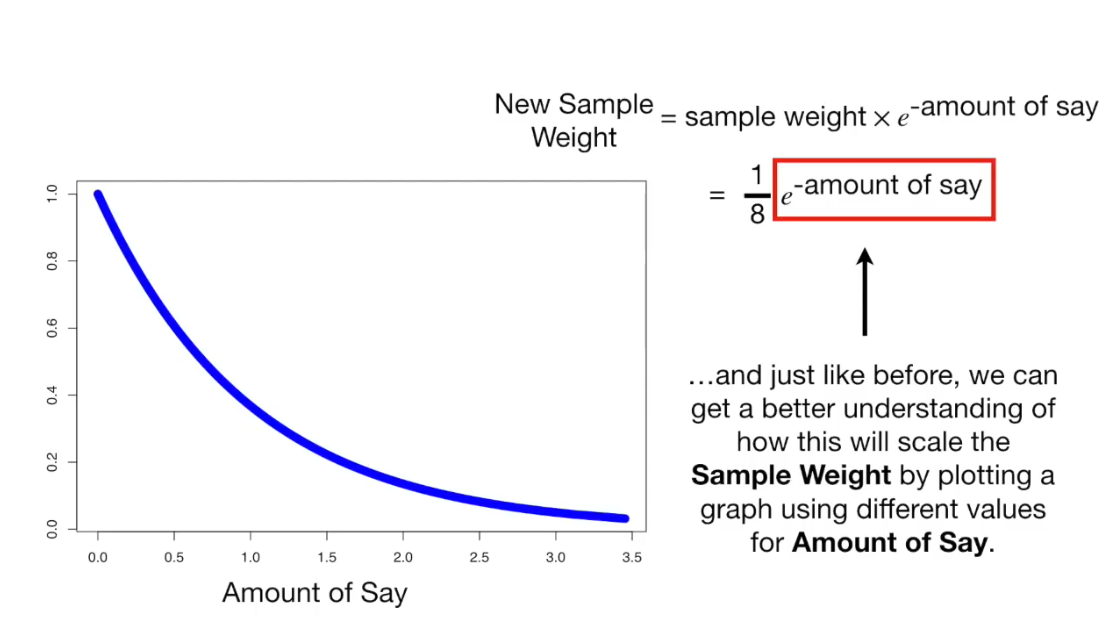 New Sample
Weight
= sample weight × e^-amount of say
= 1/8 e^-amount of say
1.0
0.8
0.6
0.4
0.2
0.0
0.0 0.5 1.0 1.5 2.0 2.5 3.0 3.5
Amount of Say
…and just like before, we can
get a better understanding of
how this will scale the
Sample Weight by plotting a
graph using different values
for Amount of Say.